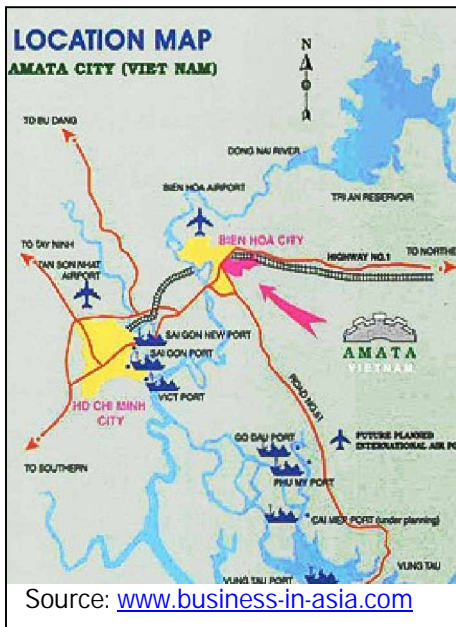 LOCATION MAP
AMATA CITY (VIET NAM)
N
TO BU DANG
DONG NAI RIVER
BIEN HOA AIRPORT
TRI AN RESERVOIR
TO TAY NINH
BIEN HOA CITY
HIGHWAY NO.1
TO NORTHE
TAN SON NHAT
AIRPORT
SAI GON NEW PORT
SAI GON PORT
AMATA
VIETNAM
HO CHI MINH
CITY
VICT PORT
ROAD NO.51
GO DAU PORT
FUTURE PLANNED
INTERNATIONAL AIR PO
TO SOUTHERN
PHU MY PORT
CAI MEP PORT (under planning)
VUNG TAU
VUNG TAU PORT
Source: www.business-in-asia.com